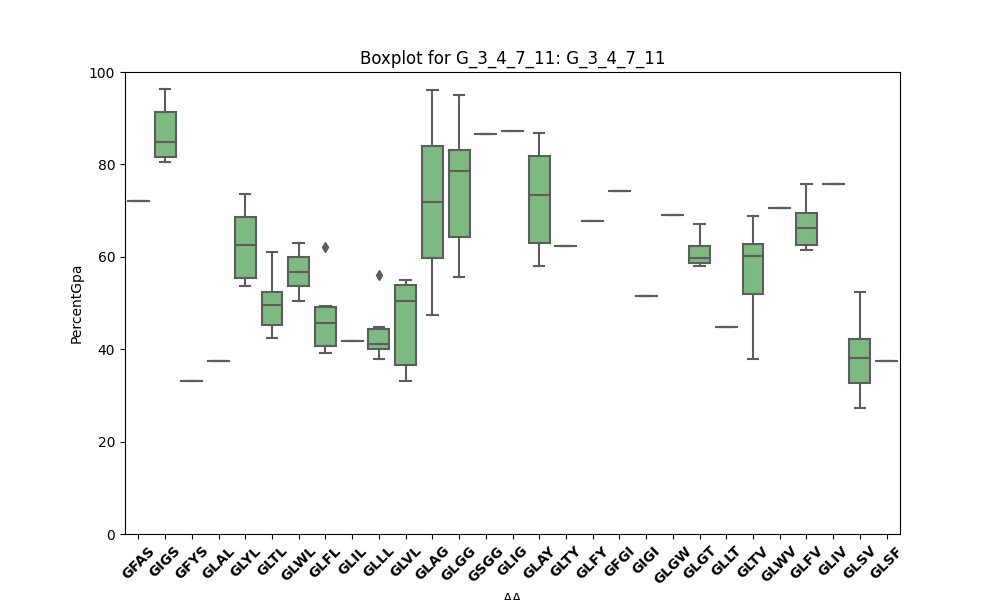 Boxplot for G_3_4_7_11: G_3_4_7_11
PercentGpa
100
80
60
40
20
0
GFAS GIGS GFYS GLAL GLYL GLTL GLWL GLFL GLIL GLLL GLVL GLAG GLGG GSGG GLIG GLAY GLTY GLFY GFGI GIGI GLGW GLGT GLLT GLTV GLWV GLFV GLIV GLSV GLSF
AA